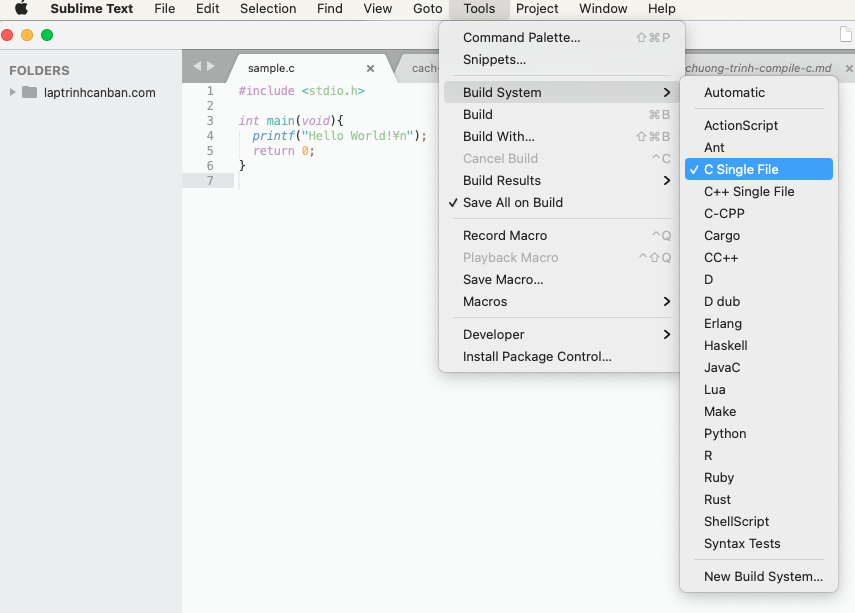 Sublime Text File Edit Selection Find View Goto Tools Project Window Help
FOLDERS
laptrinhcanban.com
sample.c
cach-
chuong-trinh-compile-c.md
1 #include <stdio.h>
2
3 int main(void){
4 printf("Hello World!¥n");
5 return 0;
6 }
7
Command Palette... ⇧⌘P
Snippets...
Build System
Build ⌘B
Build With... ⇧⌘B
Cancel Build ^C
Build Results
✓ Save All on Build
Record Macro ^Q
Playback Macro ^⇧Q
Save Macro...
Macros
Developer
Install Package Control...
Automatic
ActionScript
Ant
✓ C Single File
C++ Single File
C-CPP
Cargo
CC++
D
D dub
Erlang
Haskell
JavaC
Lua
Make
Python
R
Ruby
Rust
ShellScript
Syntax Tests
New Build System...